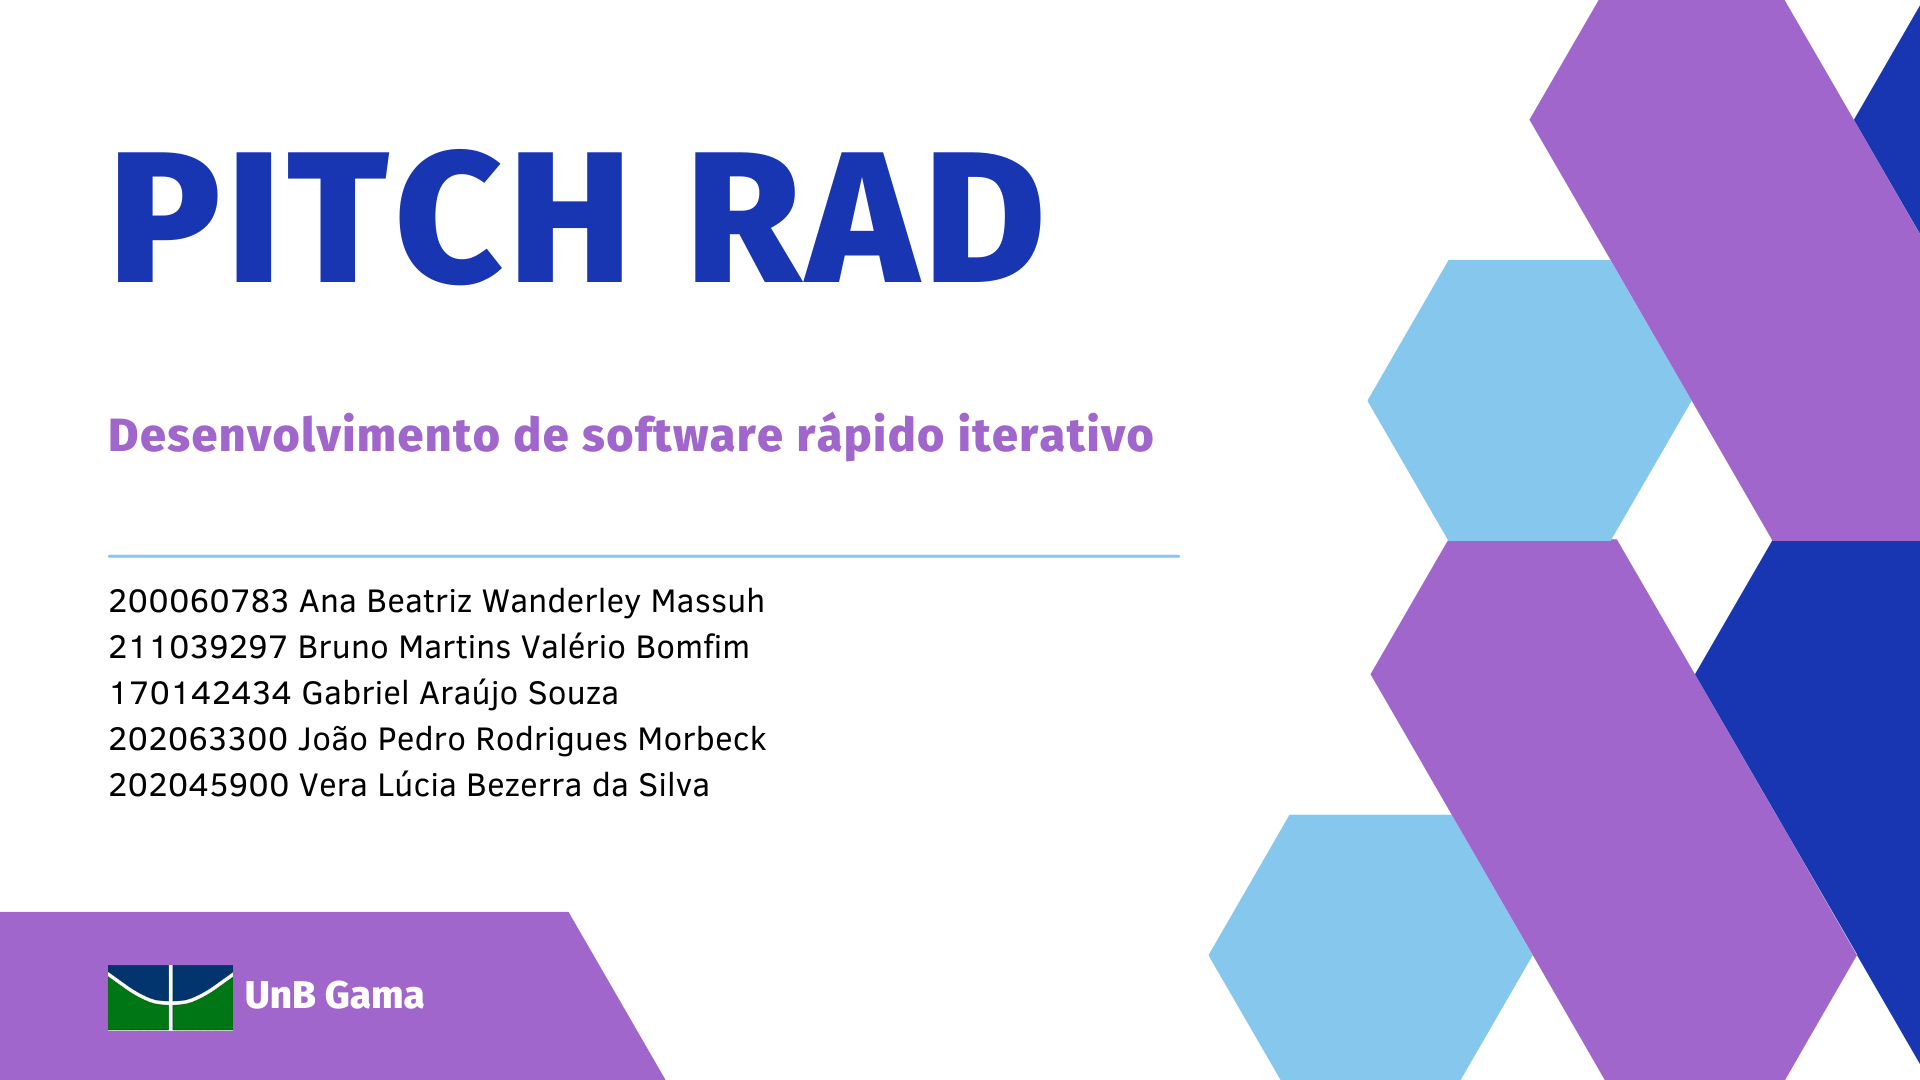 PITCH RAD
Desenvolvimento de software rápido iterativo
200060783 Ana Beatriz Wanderley Massuh
211039297 Bruno Martins Valério Bomfim
170142434 Gabriel Araújo Souza
202063300 João Pedro Rodrigues Morbeck
202045900 Vera Lúcia Bezerra da Silva
UnB Gama